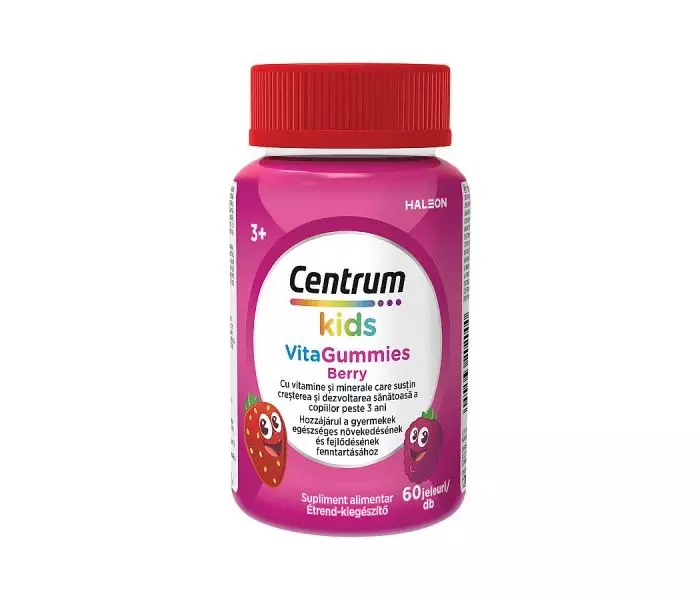 HALEON
3+
Centrum
kids
VitaGummies
Berry
Cu vitamine și minerale care susțin
creșterea și dezvoltarea sănătoasă a
copiilor peste 3 ani
Hozzájárul a gyermekek
egészséges növekedésének
és fejlődésének
fenntartásához
Supliment alimentar
Étrend-kiegészítő
60 jeleuri/
db